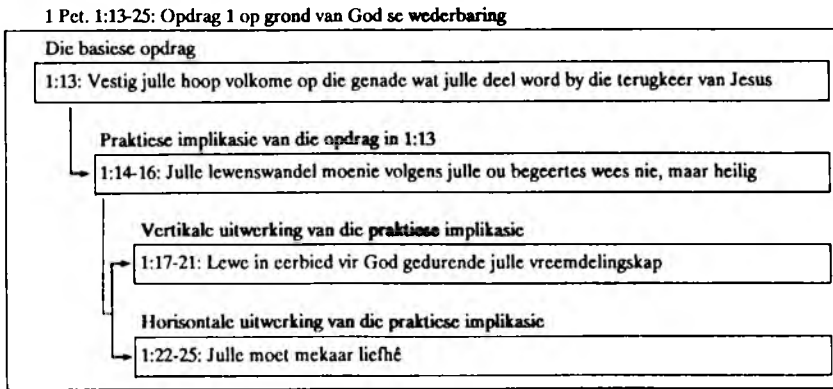 1 Pet. 1:13-25: Opdrag 1 op grond van God se wederbaring
Die basiese opdrag
1:13: Vestig julle hoop volkome op die genade wat julle deel word by die terugkeer van Jesus
Praktiese implikasie van die opdrag in 1:13
1:14-16: Julle lewenswandel moenie volgens julle ou begeertes wees nie, maar heilig
Vertikale uitwerking van die praktiese implikasie
1:17-21: Lewe in eerbied vir God gedurende julle vreemdelingskap
Horisontale uitwerking van die praktiese implikasie
1:22-25: Julle moet mekaar liefhê